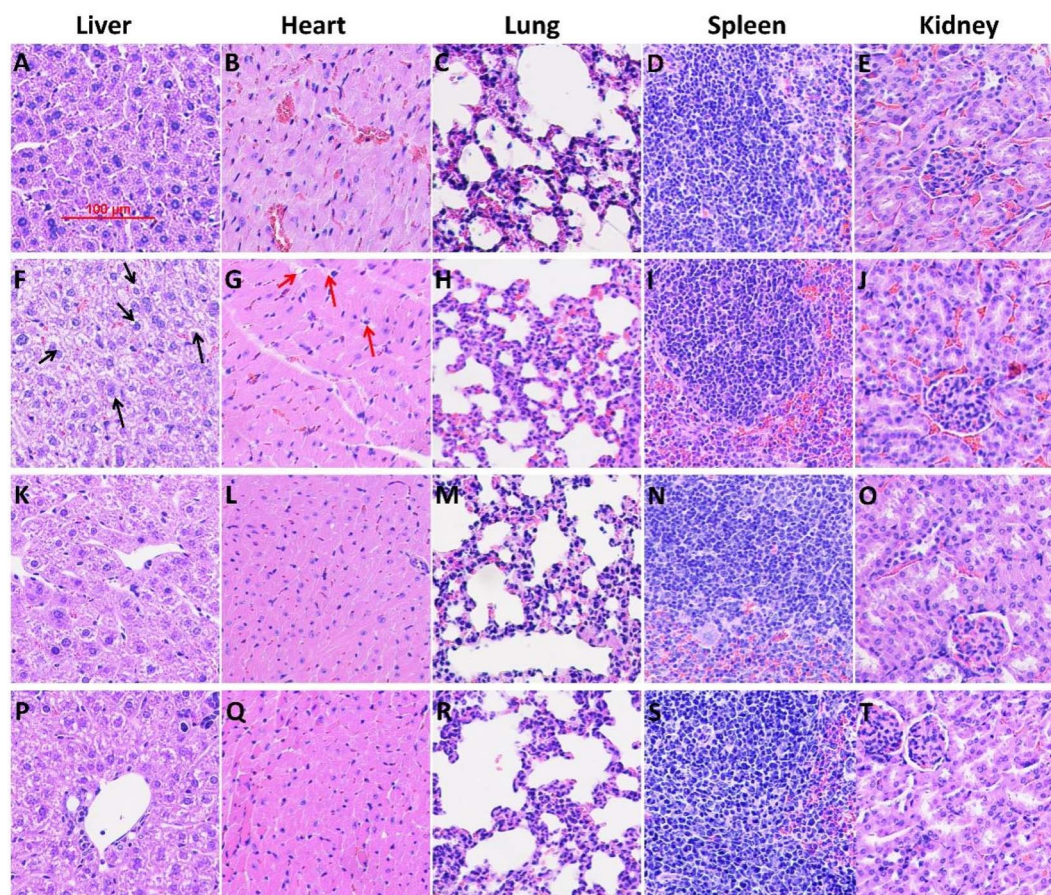 Liver Heart Lung Spleen Kidney
A B C D E
100 μm
F G H I J
K L M N O
P Q R S T